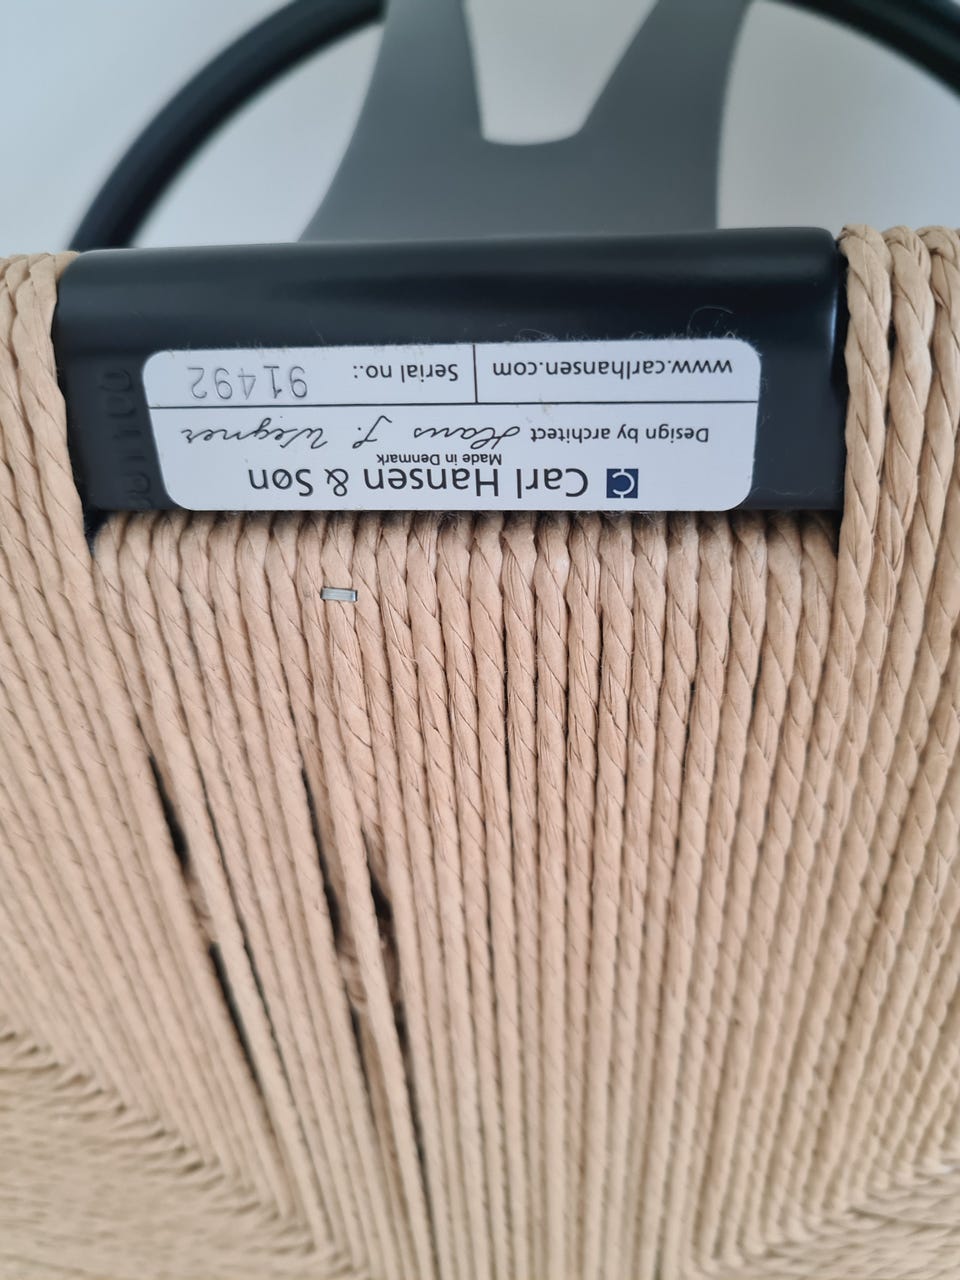 Carl Hansen & Søn
Made in Denmark
Design by architect Hans J. Wegner
www.carlhansen.com Serial no.: 91492